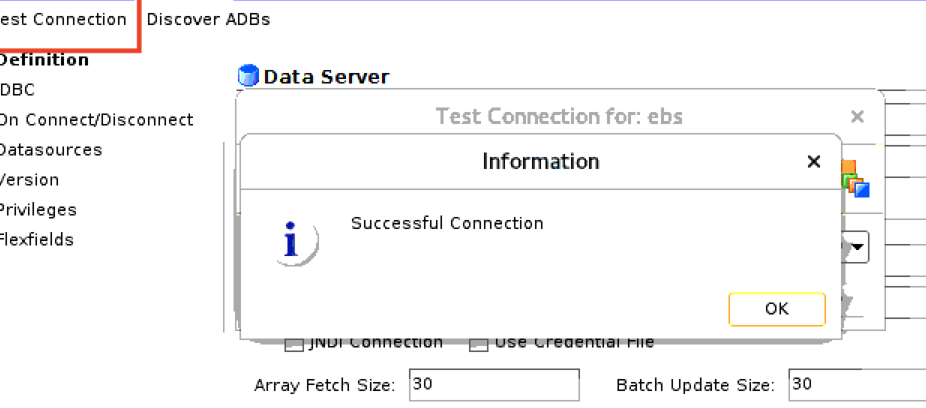 est Connection Discover ADBs
Definition
Data Server
DBC
Test Connection for: ebs
On Connect/Disconnect
Datasources
Information
Version
Privileges
Successful Connection
Flexfields
OK
JNDI Connection Use Credential File
Array Fetch Size: 30 Batch Update Size: 30